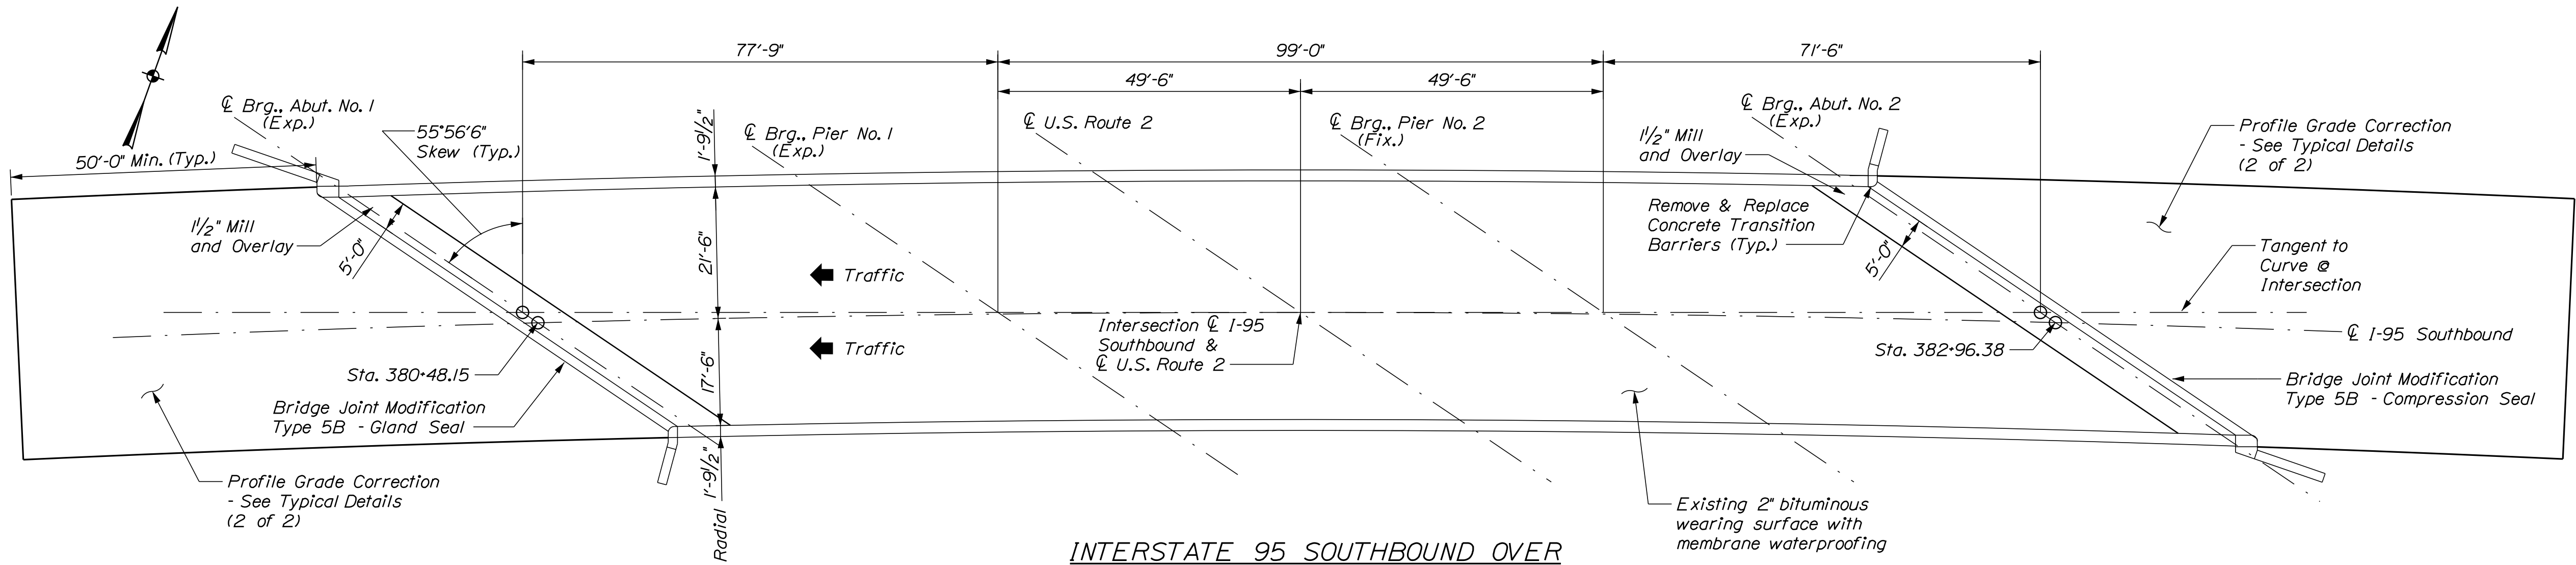 77'-9"
99'-0"
71'-6"
49'-6"
49'-6"
℄ Brg., Abut. No. 1
(Exp.)
55°56'6"
Skew (Typ.)
1'-9½"
℄ Brg., Pier No. 1
(Exp.)
℄ U.S. Route 2
℄ Brg., Pier No. 2
(Fix.)
℄ Brg., Abut. No. 2
(Exp.)
1½" Mill
and Overlay
Profile Grade Correction
- See Typical Details
(2 of 2)
50'-0" Min. (Typ.)
1½" Mill
and Overlay
5'-0"
21'-6"
Traffic
Remove & Replace
Concrete Transition
Barriers (Typ.)
5'-0"
Tangent to
Curve @
Intersection
Intersection ℄ I-95
Southbound &
℄ U.S. Route 2
℄ I-95 Southbound
Traffic
Sta. 380+48.15
17'-6"
Sta. 382+96.38
Bridge Joint Modification
Type 5B - Gland Seal
Bridge Joint Modification
Type 5B - Compression Seal
1'-9½"
Radial
Profile Grade Correction
- See Typical Details
(2 of 2)
Existing 2" bituminous
wearing surface with
membrane waterproofing
INTERSTATE 95 SOUTHBOUND OVER